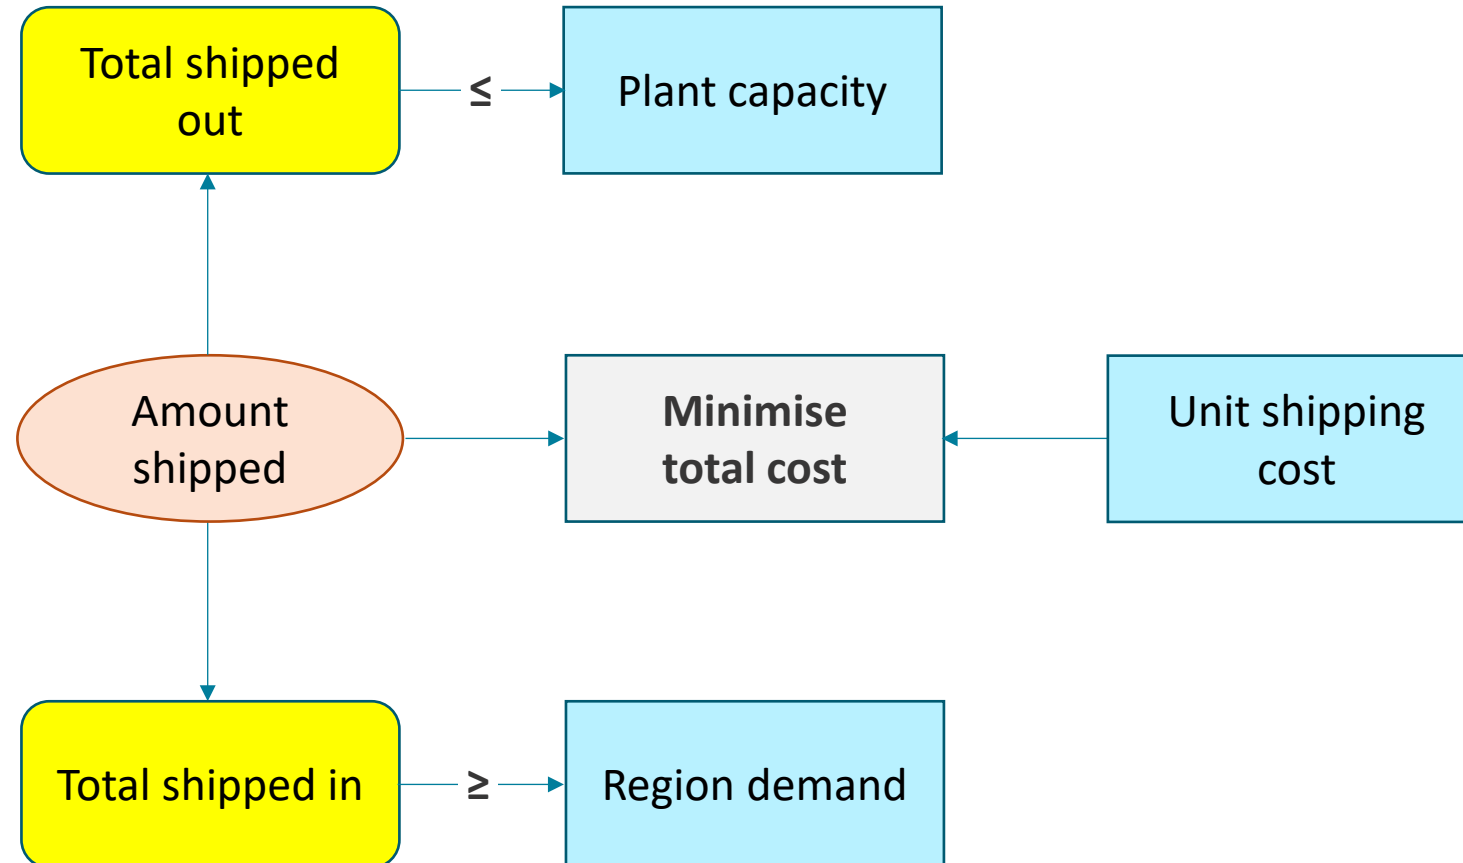 Total shipped
out
≤
Plant capacity
Amount
shipped
Minimise
total cost
Unit shipping
cost
Total shipped in
≥
Region demand